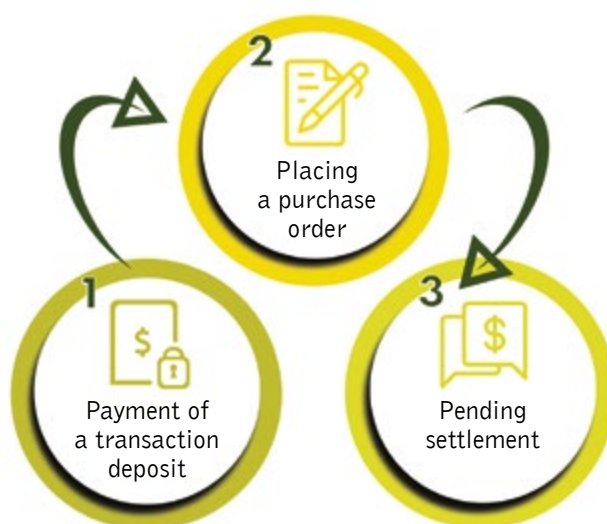 1
$
Payment of
a transaction
deposit
2
Placing
a purchase
order
3
$
Pending
settlement